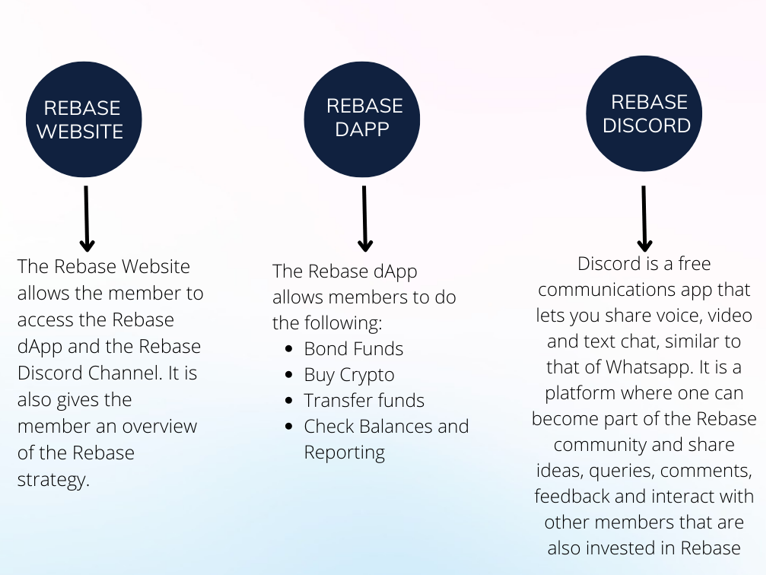 REBASE
WEBSITE
The Rebase Website
allows the member to
access the Rebase
dApp and the Rebase
Discord Channel. It is
also gives the
member an overview
of the Rebase
strategy.
REBASE
DAPP
The Rebase dApp
allows members to do
the following:
• Bond Funds
• Buy Crypto
• Transfer funds
• Check Balances and
Reporting
REBASE
DISCORD
Discord is a free
communications app that
lets you share voice, video
and text chat, similar to
that of Whatsapp. It is a
platform where one can
become part of the Rebase
community and share
ideas, queries, comments,
feedback and interact with
other members that are
also invested in Rebase